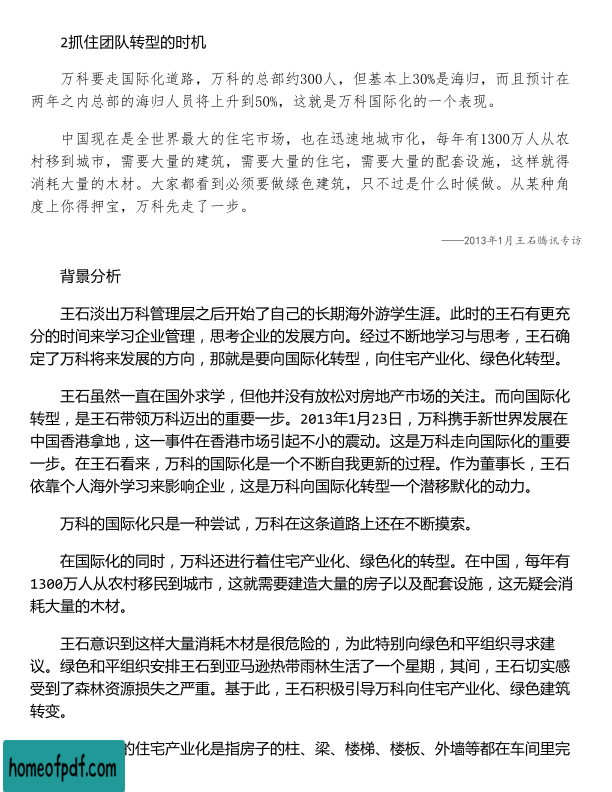 2抓住团队转型的时机
万科要走国际化道路，万科的总部约300人，但基本上30%是海归，而且预计在
两年之内总部的海归人员将上升到50%，这就是万科国际化的一个表现。
中国现在是全世界最大的住宅市场，也在迅速地城市化，每年有1300万人从农
村移到城市，需要大量的建筑，需要大量的住宅，需要大量的配套设施，这样就得
消耗大量的木材。大家都看到必须要做绿色建筑，只不过是什么时候做。从某种角
度上你得押宝，万科先走了一步。
——2013年1月王石腾讯专访
背景分析
王石淡出万科管理层之后开始了自己的长期海外游学生涯。此时的王石有更充
分的时间来学习企业管理，思考企业的发展方向。经过不断地学习与思考，王石确
定了万科将来发展的方向，那就是要向国际化转型，向住宅产业化、绿色化转型。
王石虽然一直在国外求学，但他并没有放松对房地产市场的关注。而向国际化
转型，是王石带领万科迈出的重要一步。2013年1月23日，万科携手新世界发展在
中国香港拿地，这一事件在香港市场引起不小的震动。这是万科走向国际化的重要
一步。在王石看来，万科的国际化是一个不断自我更新的过程。作为董事长，王石
依靠个人海外学习来影响企业，这是万科向国际化转型一个潜移默化的动力。
万科的国际化只是一种尝试，万科在这条道路上还在不断摸索。
在国际化的同时，万科还进行着住宅产业化、绿色化的转型。在中国，每年有
1300万人从农村移民到城市，这就需要建造大量的房子以及配套设施，这无疑会消
耗大量的木材。
王石意识到这样大量消耗木材是很危险的，为此特别向绿色和平组织寻求建
议。绿色和平组织安排王石到亚马逊热带雨林生活了一个星期，其间，王石切实感
受到了森林资源损失之严重。基于此，王石积极引导万科向住宅产业化、绿色建筑
转变。
的住宅产业化是指房子的柱、梁、楼梯、楼板、外墙等都在车间里完
homeofpdf.com